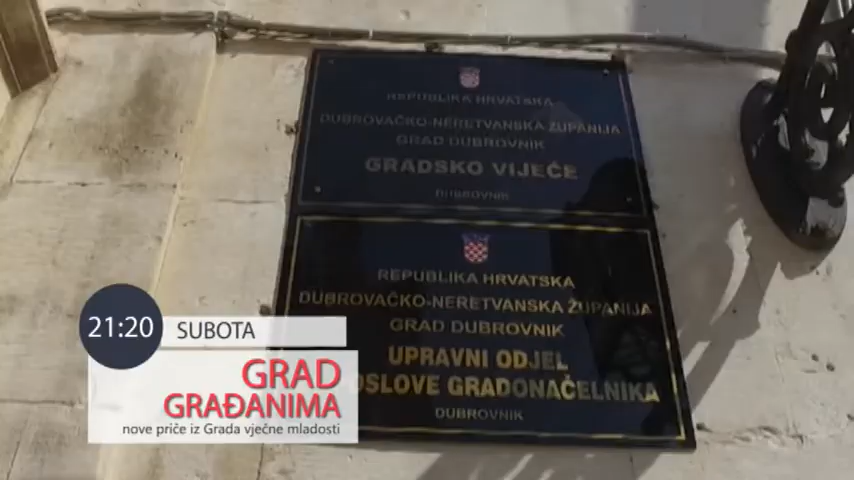 REPUBLIKA HRVATSKA
DUBROVAČKO-NERETVANSKA ŽUPANIJA
GRAD DUBROVNIK
GRADSKO VIJEĆE
DUBROVNIK
REPUBLIKA HRVATSKA
DUBROVAČKO-NERETVANSKA ŽUPANIJA
GRAD DUBROVNIK
UPRAVNI ODJEL
POSLOVE GRADONAČELNIKA
DUBROVNIK
21:20
SUBOTA
GRAD
GRAĐANIMA
nove priče iz Grada vječne mladosti